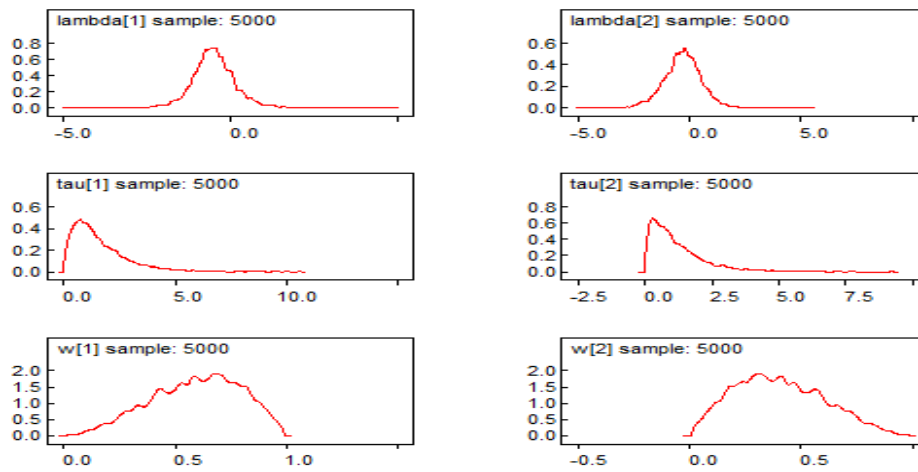 lambda[1] sample: 5000
0.8
0.6
0.4
0.2
0.0
-5.0 0.0
lambda[2] sample: 5000
0.6
0.4
0.2
0.0
-5.0 0.0 5.0
tau[1] sample: 5000
0.6
0.4
0.2
0.0
0.0 5.0 10.0
tau[2] sample: 5000
0.8
0.6
0.4
0.2
0.0
-2.5 0.0 2.5 5.0 7.5
w[1] sample: 5000
2.0
1.5
1.0
0.5
0.0
0.0 0.5 1.0
w[2] sample: 5000
2.0
1.5
1.0
0.5
0.0
-0.5 0.0 0.5